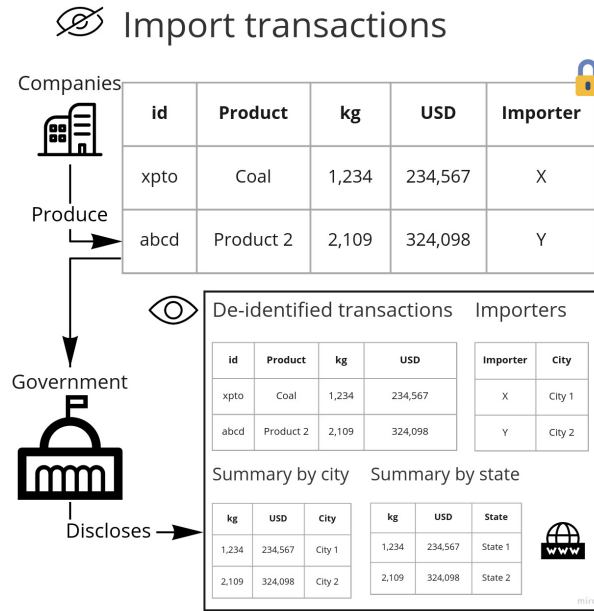 Import transactions
Companies
id Product kg USD Importer
xpto Coal 1,234 234,567 X
Produce
abcd Product 2 2,109 324,098 Y
De-identified transactions
id Product kg USD
xpto Coal 1,234 234,567
abcd Product 2 2,109 324,098
Importers
Importer City
X City 1
Y City 2
Government
Summary by city
kg USD City
1,234 234,567 City 1
2,109 324,098 City 2
Summary by state
kg USD State
1,234 234,567 State 1
2,109 324,098 State 2
Discloses
WWW